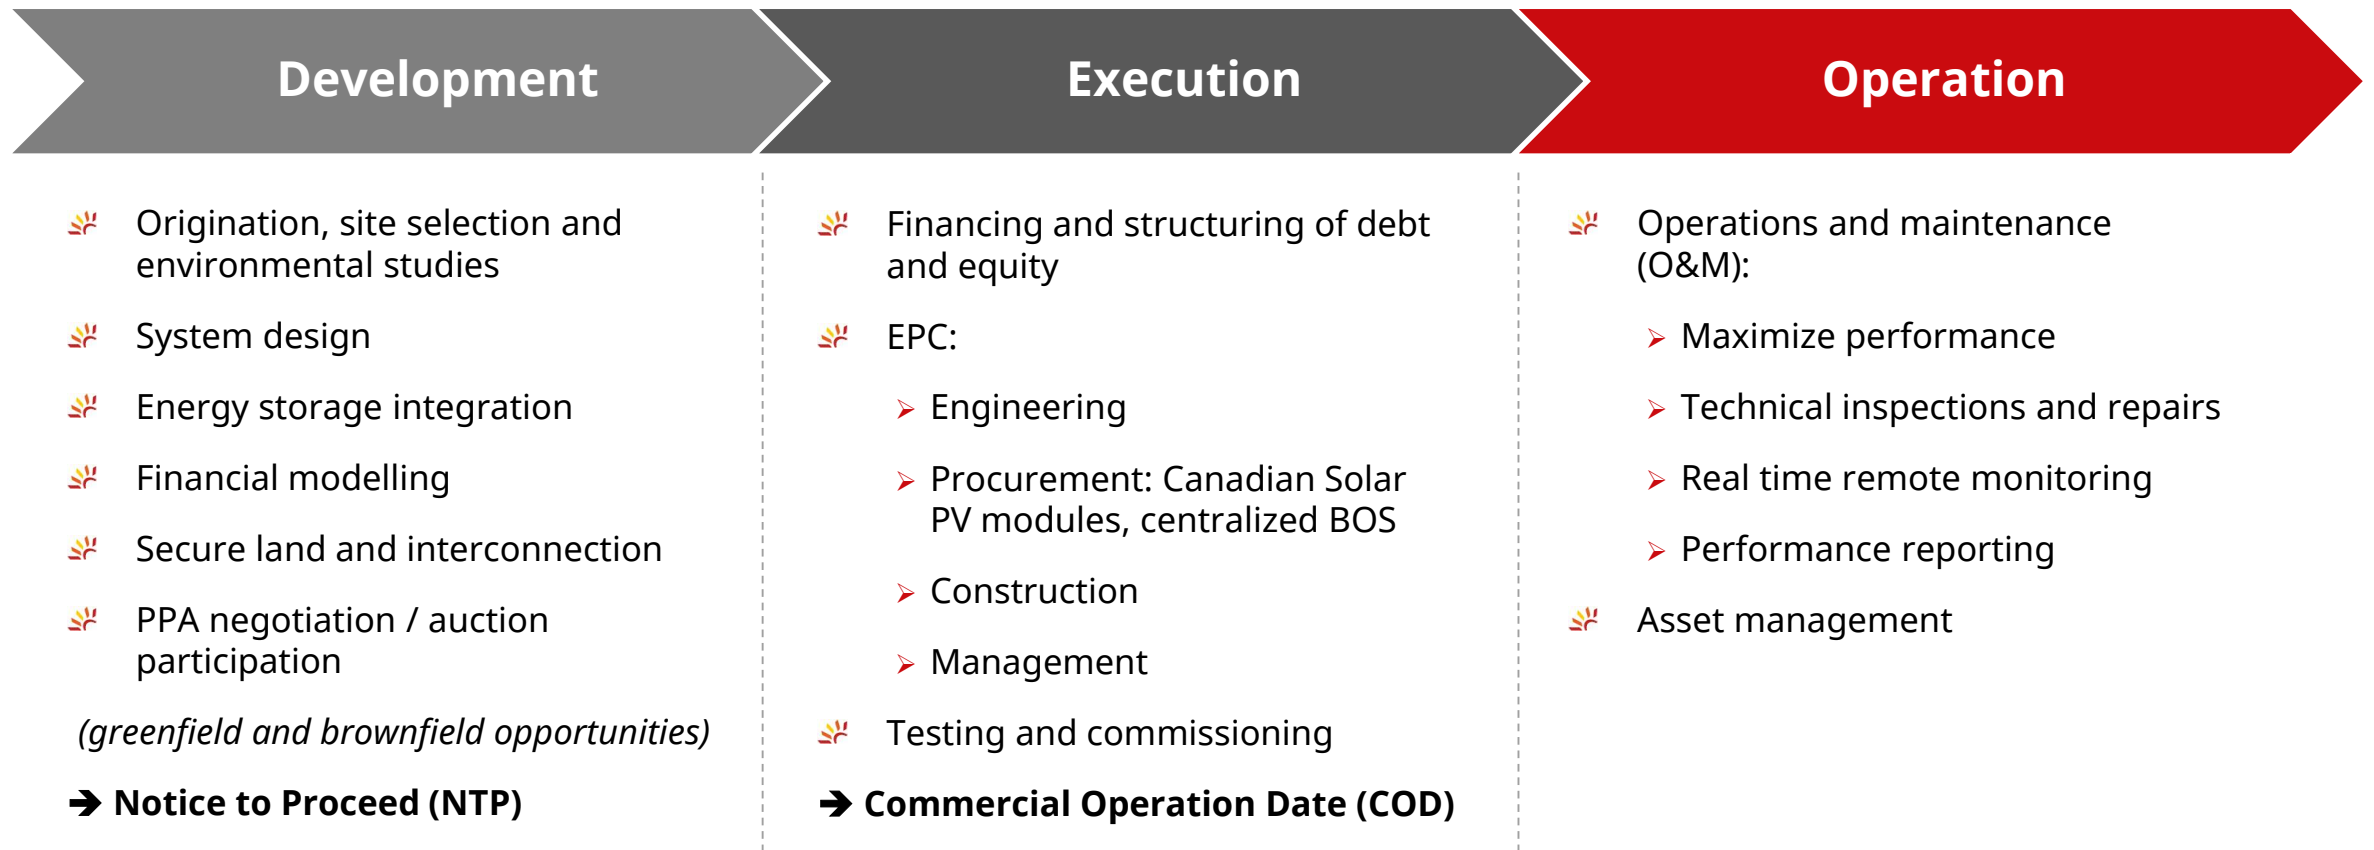 Development
Execution
Operation
Origination, site selection and
environmental studies
System design
Energy storage integration
Financial modelling
Secure land and interconnection
PPA negotiation / auction
participation
(greenfield and brownfield opportunities)
➔ Notice to Proceed (NTP)
Financing and structuring of debt
and equity
EPC:
Engineering
Procurement: Canadian Solar
PV modules, centralized BOS
Construction
Management
Testing and commissioning
➔ Commercial Operation Date (COD)
Operations and maintenance
(O&M):
Maximize performance
Technical inspections and repairs
Real time remote monitoring
Performance reporting
Asset management